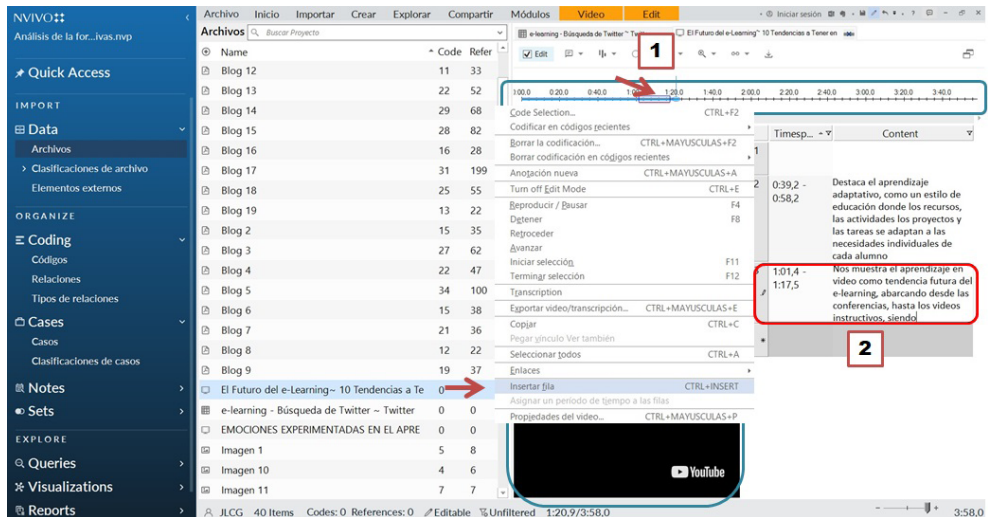 NVIVO
Análisis de la for...ivas.nvp
Quick Access
IMPORT
Data
Archivos
Clasificaciones de archivo
Elementos externos
ORGANIZE
Coding
Códigos
Relaciones
Tipos de relaciones
Cases
Casos
Clasificaciones de casos
Notes
Sets
EXPLORE
Queries
Visualizations
Reports
Archivo Inicio Importar Crear Explorar Compartir Módulos Video Edit
Iniciar sesión
Archivos Buscar Proyecto
Name Code Refer
Blog 12 11 33
Blog 13 22 52
Blog 14 29 68
Blog 15 28 82
Blog 16 16 28
Blog 17 31 199
Blog 18 25 55
Blog 19 13 22
Blog 2 15 35
Blog 3 27 62
Blog 4 22 47
Blog 5 34 100
Blog 6 15 38
Blog 7 21 36
Blog 8 12 22
Blog 9 19 37
El Futuro del e-Learning~ 10 Tendencias a Te 0
e-learning - Búsqueda de Twitter ~ Twitter 0 0
EMOCIONES EXPERIMENTADAS EN EL APRE 0 0
Imagen 1 5 8
Imagen 10 4 6
Imagen 11 7 7
e-learning - Búsqueda de Twitter ~ Tw
El Futuro del e-Learning~ 10 Tendencias a Tener en
Edit
1
0:20.0 0:40.0 1:20.0 1:40.0 2:00.0 2:20.0 2:40.0 3:00.0 3:20.0 3:40.0
Code Selection... CTRL+F2
Codificar en códigos recientes
Borrar la codificación... CTRL+MAYUSCULAS+F2
Borrar codificación en códigos recientes
Anotación nueva CTRL+MAYUSCULAS+A
Turn off Edit Mode CTRL+E
Reproducir / Pausar F4
Detener F8
Retroceder
Avanzar
Iniciar selección F11
Terminar selección F12
Transcription
Exportar video/transcripción... CTRL+MAYUSCULAS+E
Copiar CTRL+C
Pegar vínculo Ver también
Seleccionar todos CTRL+A
Enlaces
Insertar fila CTRL+INSERT
Asignar un período de tiempo a las filas
Propiedades del video... CTRL+MAYUSCULAS+P
YouTube
Timesp... Content
1
2 0:39,2 - 0:58,2
Destaca el aprendizaje
adaptativo, como un estilo de
educación donde los recursos,
las actividades los proyectos y
las tareas se adaptan a las
necesidades individuales de
cada alumno
1:01,4 - 1:17,5
Nos muestra el aprendizaje en
video como tendencia futura del
e-learning, abarcando desde las
conferencias, hasta los videos
instructivos, siendo
2
JLCG 40 Items Codes: 0 References: 0 Editable Unfiltered 1:20,9/3:58,0
3:58,0